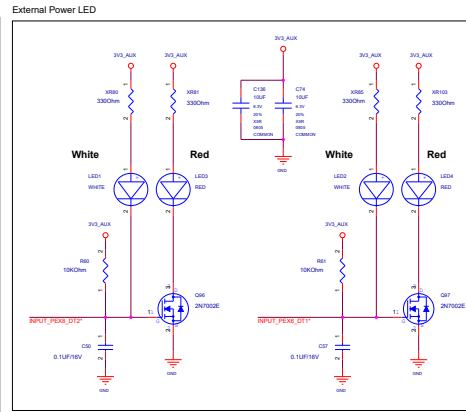 External Power LED
3V3_AUX
3V3_AUX
3V3_AUX
3V3_AUX
3V3_AUX
XR80
330Ohm
XR81
330Ohm
C136
10UF
6.3V
20%
X5R
0805
COMMON
C74
10UF
6.3V
20%
X5R
0805
COMMON
XR85
330Ohm
XR103
330Ohm
GND
White
Red
White
Red
LED1
WHITE
LED3
RED
LED2
WHITE
LED4
RED
3V3_AUX
3V3_AUX
R60
10KOhm
Q96
2N7002E
R61
10KOhm
Q97
2N7002E
INPUT_PEX6_DT2*
INPUT_PEX6_DT1*
C50
0.1UF/16V
C57
0.1UF/16V
GND
GND
GND
GND